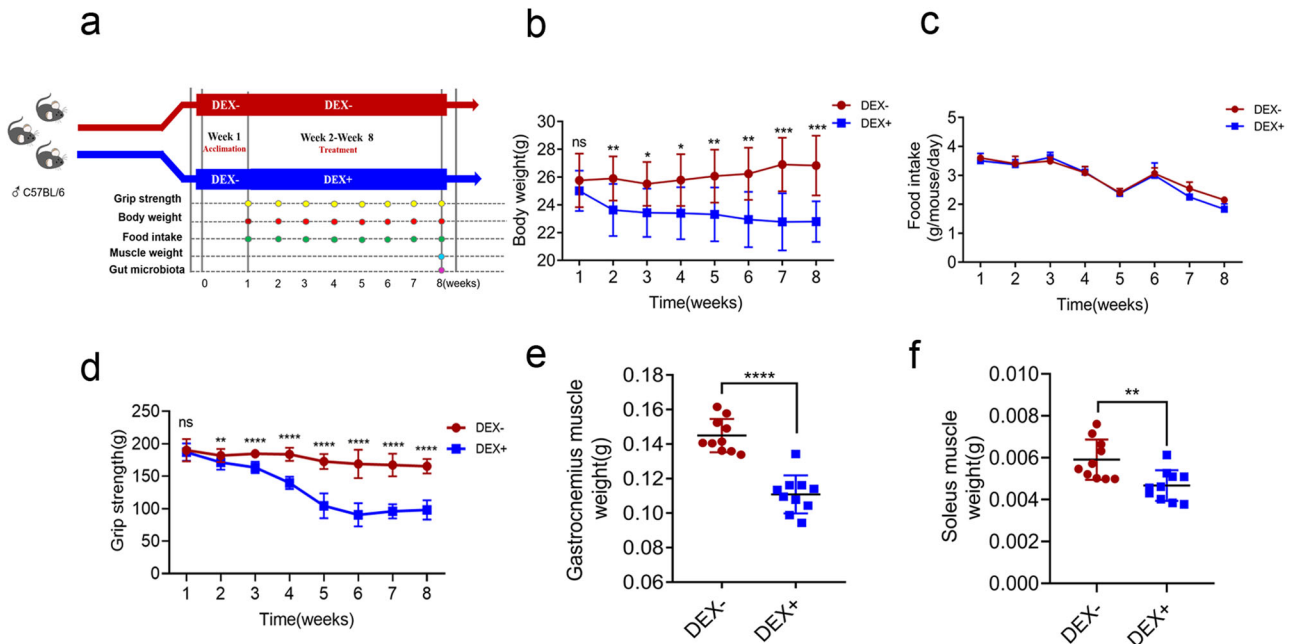 a
DEX-
DEX-
Week 1
Acclimation
Week 2-Week 8
Treatment
DEX-
DEX+
♂ C57BL/6
Grip strength
Body weight
Food intake
Muscle weight
Gut microbiota
0 1 2 3 4 5 6 7 8(weeks)
b
DEX-
DEX+
Body weight(g)
30
28
26
24
22
20
ns ** * * ** ** *** ***
1 2 3 4 5 6 7 8
Time(weeks)
c
DEX-
DEX+
Food intake
(g/mouse/day)
5
4
3
2
1
0
1 2 3 4 5 6 7 8
Time(weeks)
d
DEX-
DEX+
Grip strength(g)
250
200
150
100
50
0
ns ** **** **** **** **** **** ****
1 2 3 4 5 6 7 8
Time(weeks)
e
Gastrocnemius muscle
weight(g)
0.18
0.16
0.14
0.12
0.10
0.08
0.06
****
DEX-
DEX+
f
Soleus muscle
weight(g)
0.010
0.008
0.006
0.004
0.002
0.000
**
DEX-
DEX+